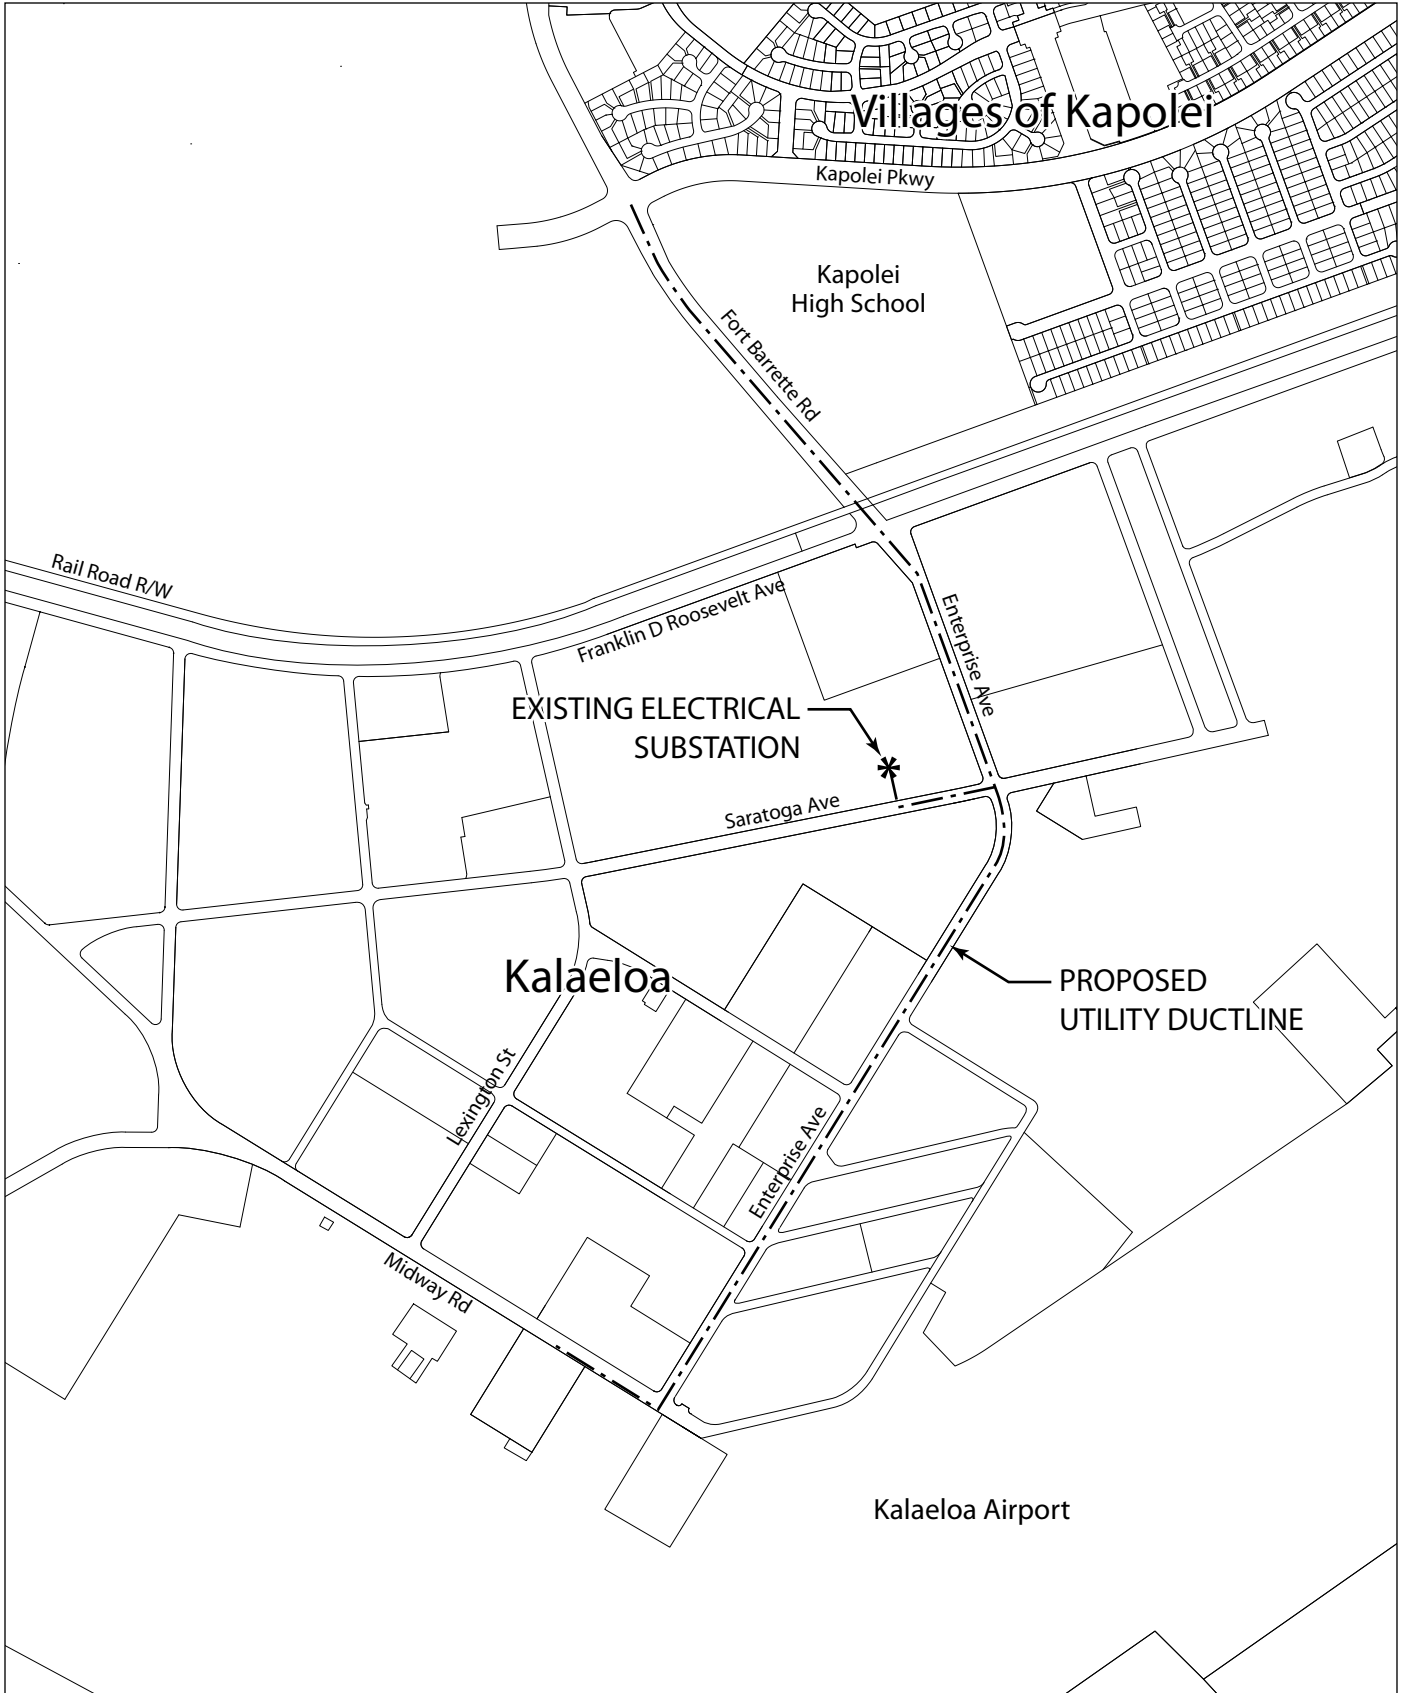 Villages of Kapolei
Kapolei Pkwy
Kapolei
High School
Fort Barrette Rd
Rail Road R/W
Franklin D Roosevelt Ave
Enterprise Ave
EXISTING ELECTRICAL
SUBSTATION
Saratoga Ave
Kalaeloa
PROPOSED
UTILITY DUCTLINE
Lexington St
Enterprise Ave
Midway Rd
Kalaeloa Airport